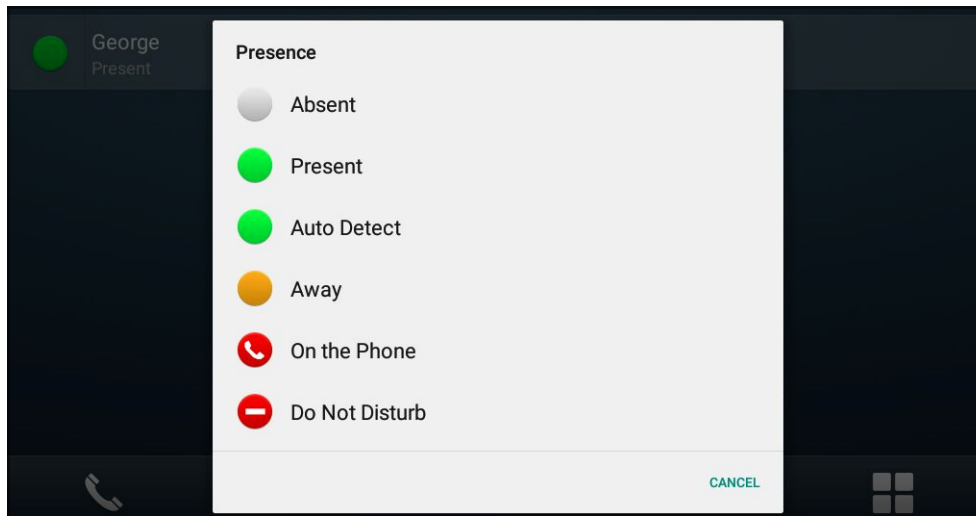 George
Present
Presence
Absent
Present
Auto Detect
Away
On the Phone
Do Not Disturb
CANCEL